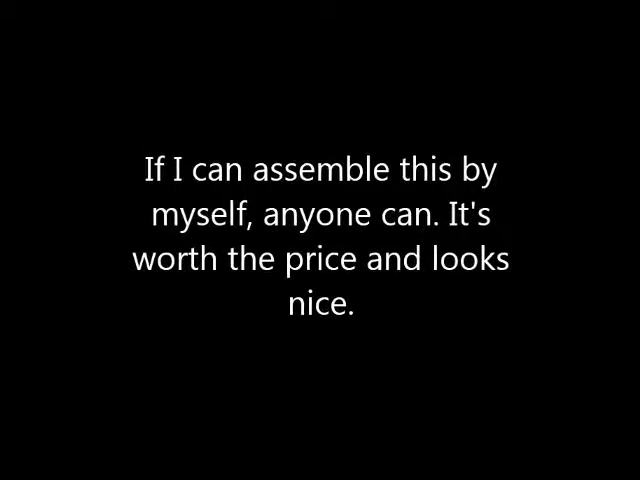 If I can assemble this by
myself, anyone can. It's
worth the price and looks
nice.